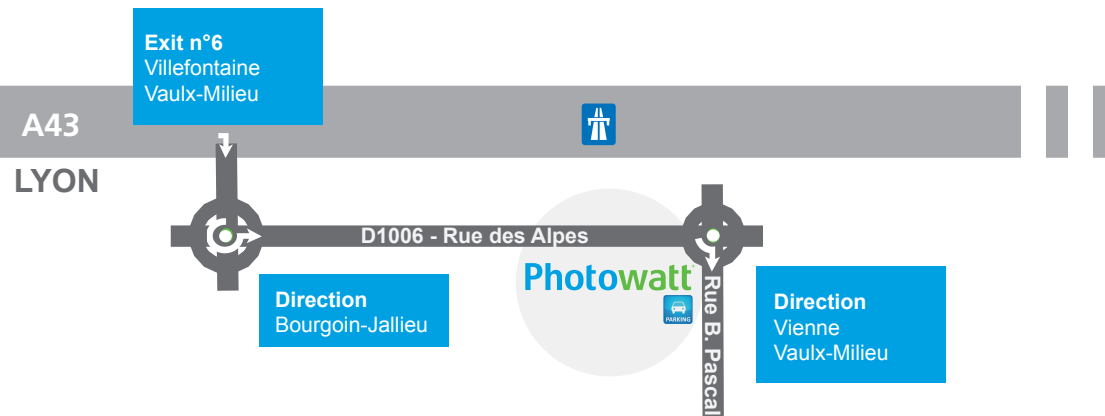 Exit n°6
Villefontaine
Vaulx-Milieu
A43
LYON
D1006 - Rue des Alpes
Photowatt
PARKING
Rue B. Pascal
Direction
Bourgoin-Jallieu
Direction
Vienne
Vaulx-Milieu